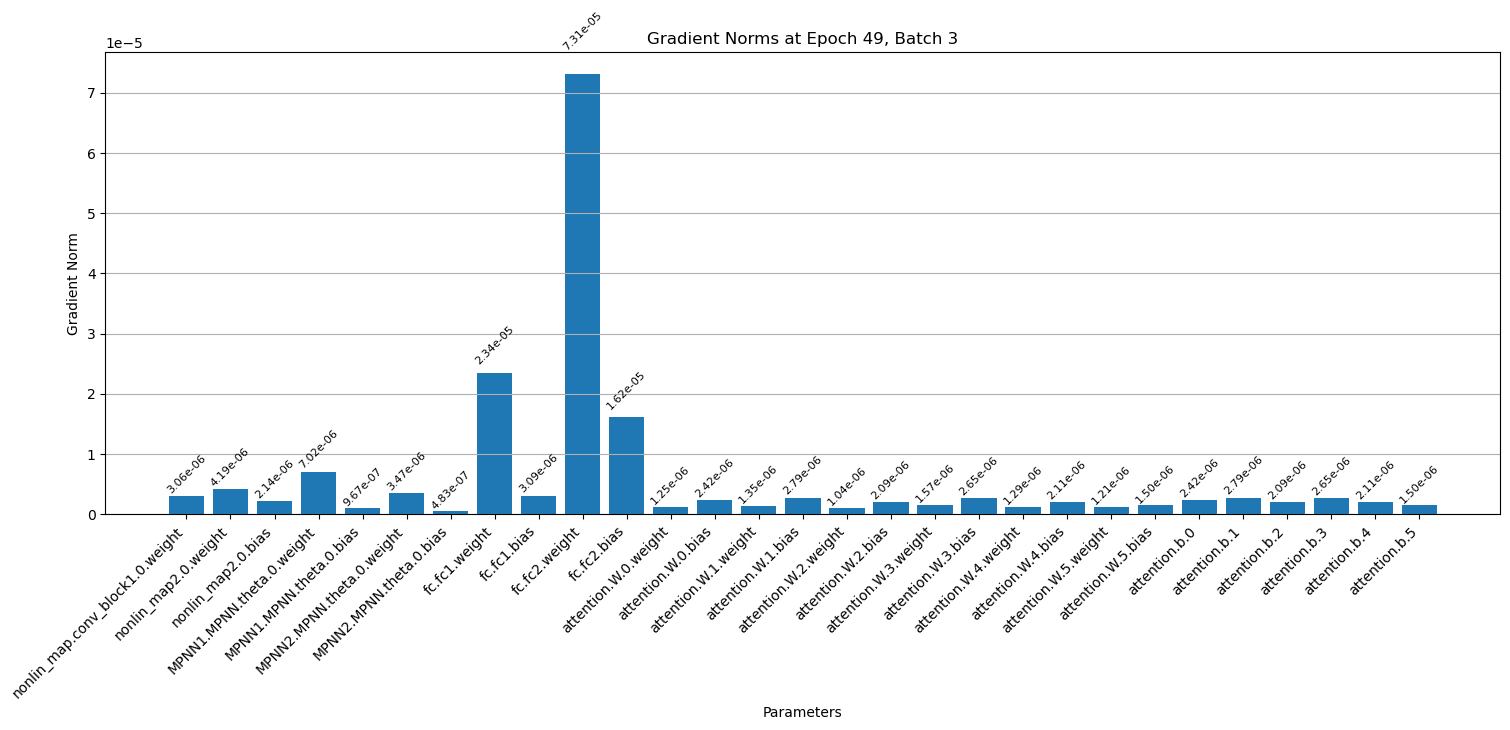 Gradient Norms at Epoch 49, Batch 3
1e−5
Gradient Norm
7
6
5
4
3
2
1
0
3.06e-06
4.19e-06
2.14e-06
7.02e-06
9.67e-07
3.47e-06
4.83e-07
2.34e-05
3.09e-06
7.31e-05
1.62e-05
1.25e-06
2.42e-06
1.35e-06
2.79e-06
1.04e-06
2.09e-06
1.57e-06
2.65e-06
1.29e-06
2.11e-06
1.21e-06
1.50e-06
2.42e-06
2.79e-06
2.09e-06
2.65e-06
2.11e-06
1.50e-06
nonlin_map.conv_block1.0.weight
nonlin_map2.0.weight
nonlin_map2.0.bias
MPNN1.MPNN.theta.0.weight
MPNN1.MPNN.theta.0.bias
MPNN2.MPNN.theta.0.weight
MPNN2.MPNN.theta.0.bias
fc.fc1.weight
fc.fc1.bias
fc.fc2.weight
fc.fc2.bias
attention.W.0.weight
attention.W.0.bias
attention.W.1.weight
attention.W.1.bias
attention.W.2.weight
attention.W.2.bias
attention.W.3.weight
attention.W.3.bias
attention.W.4.weight
attention.W.4.bias
attention.W.5.weight
attention.W.5.bias
attention.b.0
attention.b.1
attention.b.2
attention.b.3
attention.b.4
attention.b.5
Parameters